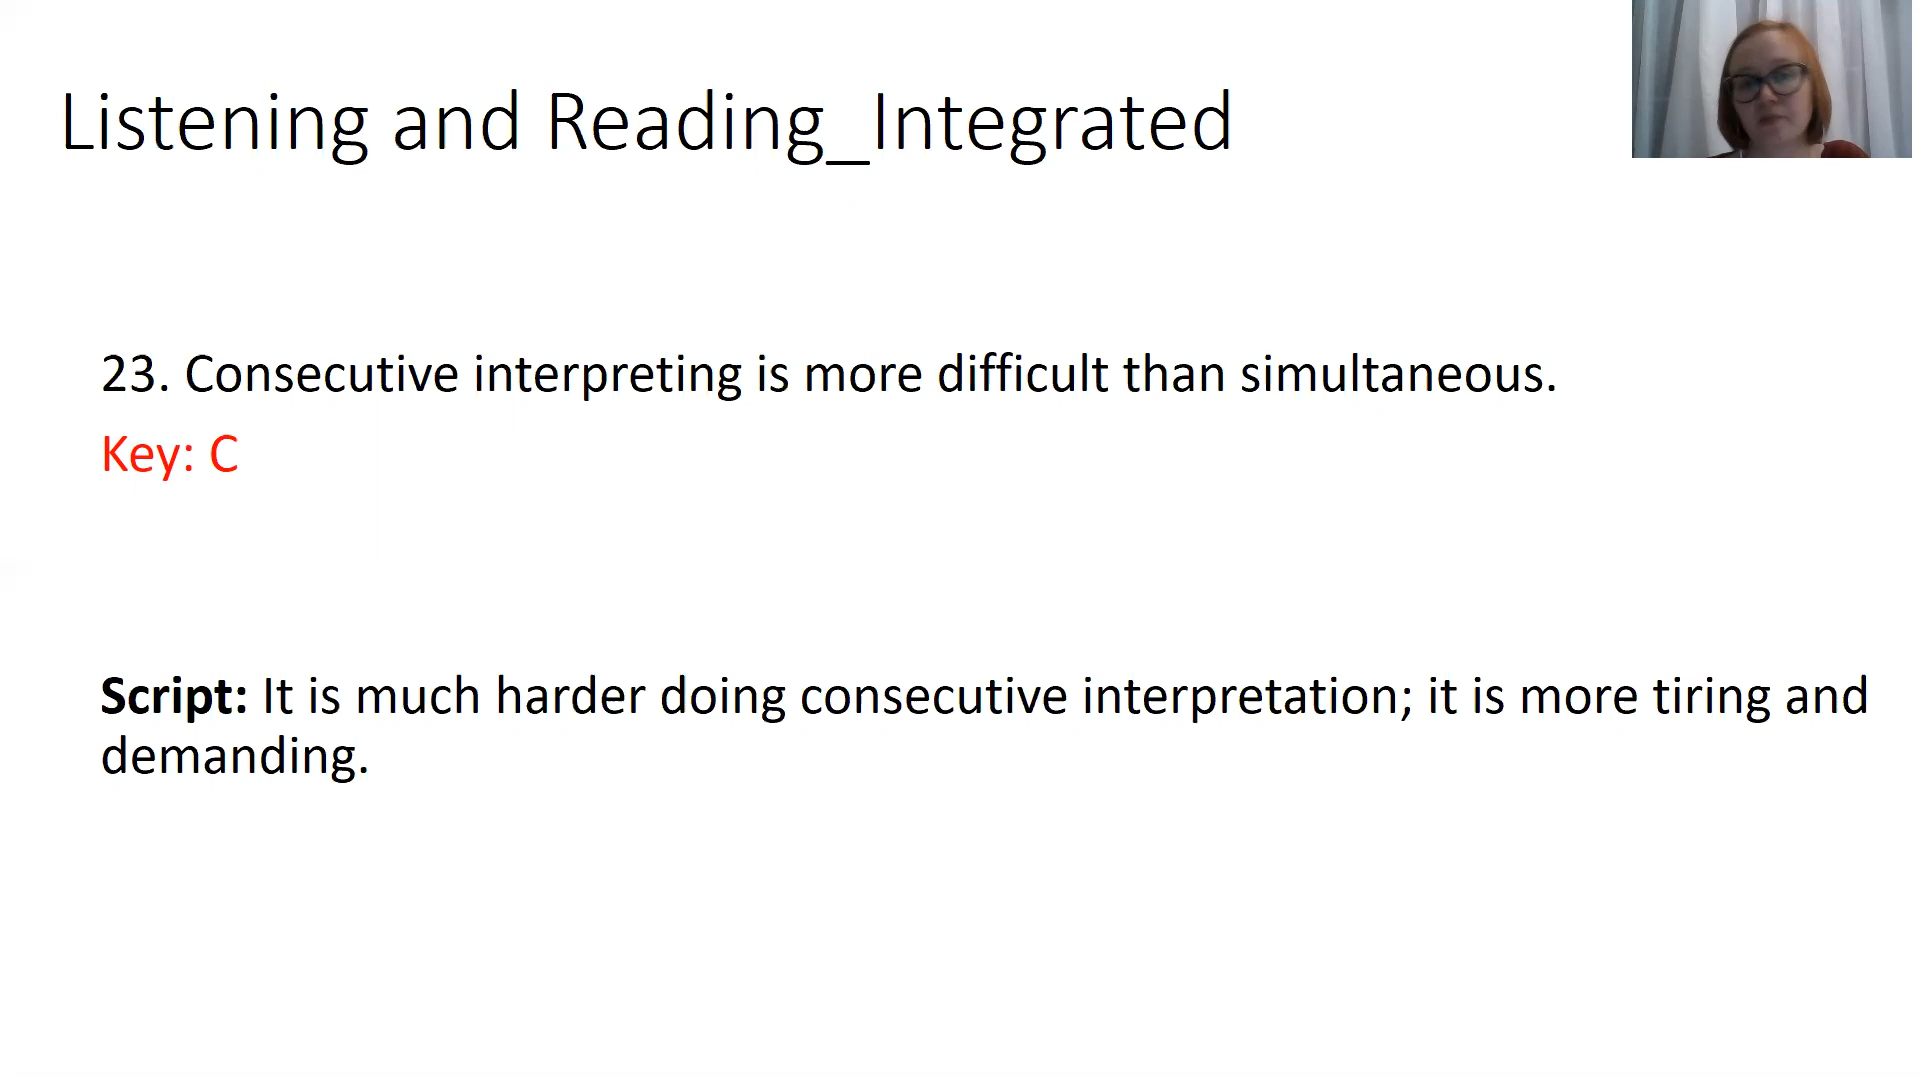 Listening and Reading_Integrated
23. Consecutive interpreting is more difficult than simultaneous.
Key: C
Script: It is much harder doing consecutive interpretation; it is more tiring and
demanding.